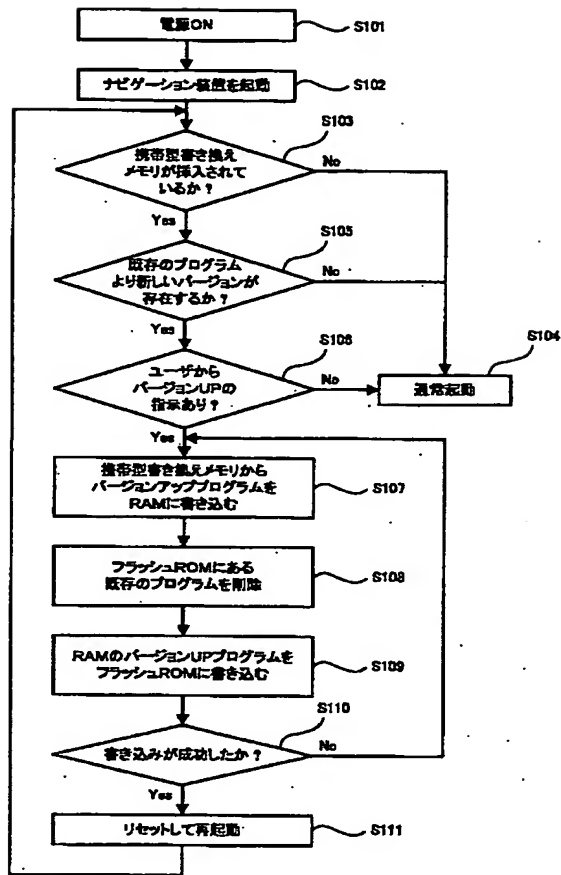 電源ON
S101
ナビゲーション装置を起動
S102
S103
携帯型書き換え
メモリが挿入されて
いるか？
No
Yes
S105
既存のプログラム
より新しいバージョンが
存在するか？
No
Yes
S106
S104
ユーザから
バージョンUPの
指示あり？
No
通常起動
Yes
携帯型書き換えメモリから
バージョンアッププログラムを
RAMに書き込む
S107
フラッシュROMにある
既存のプログラムを削除
S108
RAMのバージョンUPプログラムを
フラッシュROMに書き込む
S109
S110
書き込みが成功したか？
No
Yes
リセットして再起動
S111